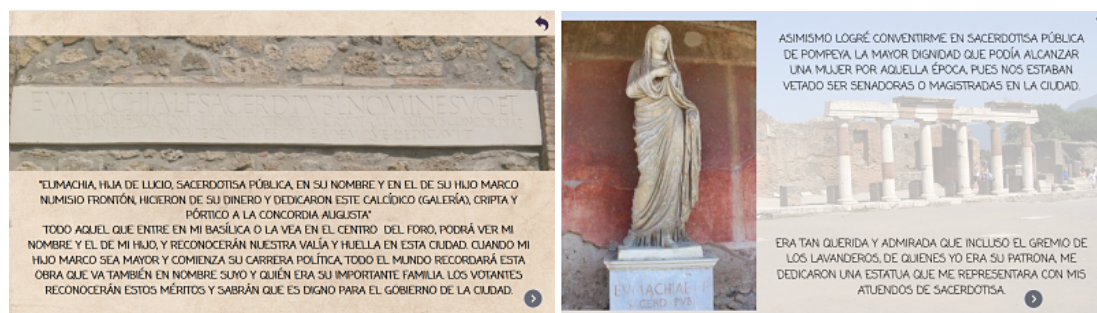 EVMACHIA L F SACERD PVBL NOMINE SVO ET
"EUMACHIA, HIJA DE LUCIO, SACERDOTISA PÚBLICA, EN SU NOMBRE Y EN EL DE SU HIJO MARCO
NUMISIO FRONTÓN, HICIERON DE SU DINERO Y DEDICARON ESTE CALCÍDICO (GALERÍA), CRIPTA Y
PÓRTICO A LA CONCORDIA AUGUSTA"
TODO AQUEL QUE ENTRE EN MI BASÍLICA O LA VEA EN EL CENTRO DEL FORO, PODRÁ VER MI
NOMBRE Y EL DE MI HIJO, Y RECONOCERÁN NUESTRA VALÍA Y HUELLA EN ESTA CIUDAD. CUANDO MI
HIJO MARCO SEA MAYOR Y COMIENZA SU CARRERA POLÍTICA, TODO EL MUNDO RECORDARÁ ESTA
OBRA QUE VA TAMBIÉN EN NOMBRE SUYO Y QUIÉN ERA SU IMPORTANTE FAMILIA. LOS VOTANTES
RECONOCERÁN ESTOS MÉRITOS Y SABRÁN QUE ES DIGNO PARA EL GOBIERNO DE LA CIUDAD.
ASIMISMO LOGRÉ CONVENTIRME EN SACERDOTISA PÚBLICA
DE POMPEYA, LA MAYOR DIGNIDAD QUE PODÍA ALCANZAR
UNA MUJER POR AQUELLA ÉPOCA, PUES NOS ESTABAN
VETADO SER SENADORAS O MAGISTRADAS EN LA CIUDAD.
ERA TAN QUERIDA Y ADMIRADA QUE INCLUSO EL GREMIO DE
LOS LAVANDEROS, DE QUIENES YO ERA SU PATRONA, ME
DEDICARON UNA ESTATUA QUE ME REPRESENTARA CON MIS
ATUENDOS DE SACERDOTISA.
EVMACHIAE L F
SACERD PVB